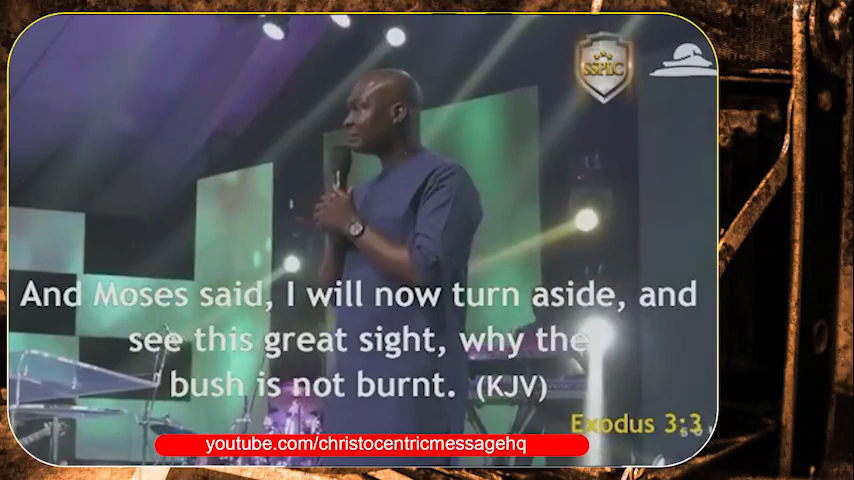 SSPLC
And Moses said, I will now turn aside, and
see this great sight, why the
bush is not burnt. (KJV)
Exodus 3:3
youtube.com/christocentricmessagehq